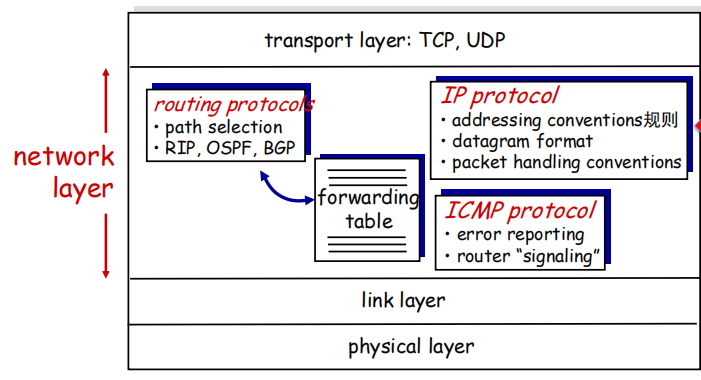 transport layer: TCP, UDP
network
layer
routing protocols
• path selection
• RIP, OSPF, BGP
forwarding
table
IP protocol
• addressing conventions规则
• datagram format
• packet handling conventions
ICMP protocol
• error reporting
• router “signaling”
link layer
physical layer